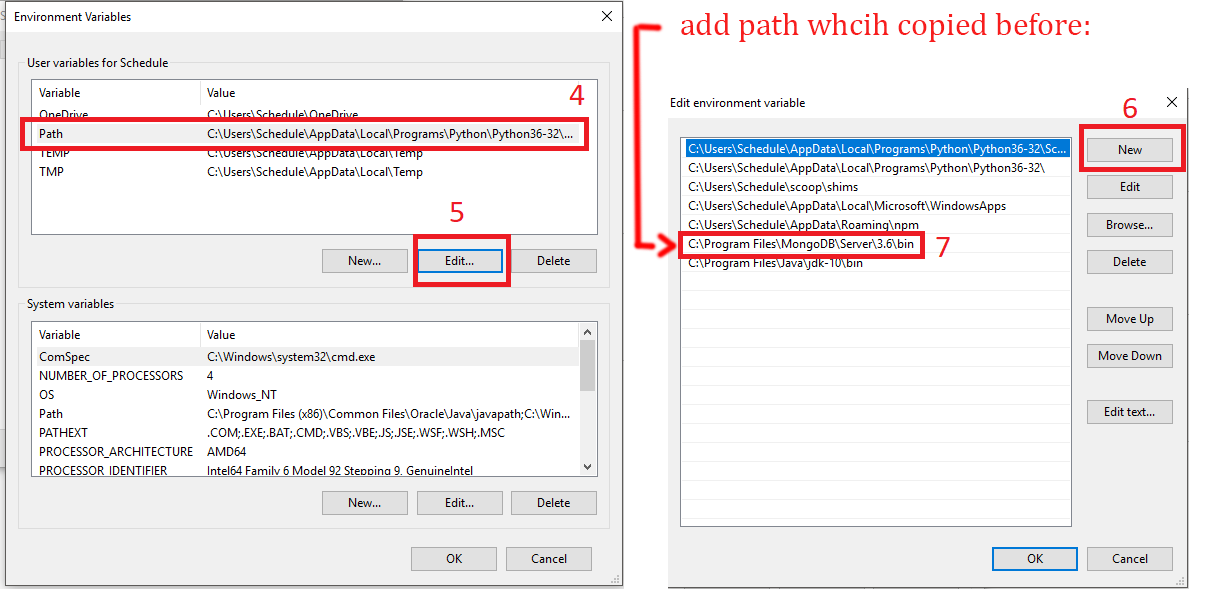 Environment Variables
add path whcih copied before:
User variables for Schedule
Variable Value
4
OneDrive C:\Users\Schedule\OneDrive
Path C:\Users\Schedule\AppData\Local\Programs\Python\Python36-32\...
TEMP C:\Users\Schedule\AppData\Local\Temp
TMP C:\Users\Schedule\AppData\Local\Temp
5
New... Edit... Delete
System variables
Variable Value
ComSpec C:\Windows\system32\cmd.exe
NUMBER_OF_PROCESSORS 4
OS Windows_NT
Path C:\Program Files (x86)\Common Files\Oracle\Java\javapath;C:\Win...
PATHEXT .COM;.EXE;.BAT;.CMD;.VBS;.VBE;.JS;.JSE;.WSF;.WSH;.MSC
PROCESSOR_ARCHITECTURE AMD64
PROCESSOR_IDENTIFIER Intel64 Family 6 Model 92 Stepping 9, GenuineIntel
New... Edit... Delete
OK Cancel
Edit environment variable
6
C:\Users\Schedule\AppData\Local\Programs\Python\Python36-32\Sc...
C:\Users\Schedule\AppData\Local\Programs\Python\Python36-32\
C:\Users\Schedule\scoop\shims
C:\Users\Schedule\AppData\Local\Microsoft\WindowsApps
C:\Users\Schedule\AppData\Roaming\npm
C:\Program Files\MongoDB\Server\3.6\bin
7
C:\Program Files\Java\jdk-10\bin
New
Edit
Browse...
Delete
Move Up
Move Down
Edit text...
OK Cancel